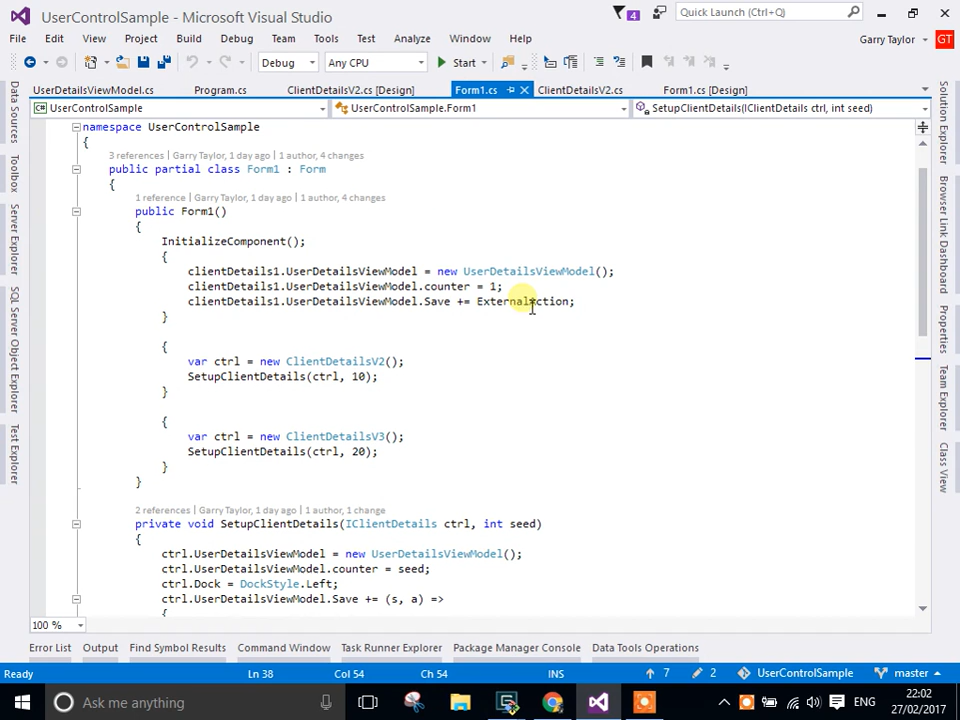 UserControlSample - Microsoft Visual Studio
4
Quick Launch (Ctrl+Q)
File Edit View Project Build Debug Team Tools Test Analyze Window Help
Garry Taylor GT
Debug Any CPU Start
UserDetailsViewModel.cs Program.cs ClientDetailsV2.cs [Design] Form1.cs ClientDetailsV2.cs Form1.cs [Design]
C# UserControlSample UserControlSample.Form1 SetupClientDetails(IClientDetails ctrl, int seed)
Data Sources
Toolbox
Server Explorer
SQL Server Object Explorer
Test Explorer
namespace UserControlSample
{
3 references | Garry Taylor, 1 day ago | 1 author, 4 changes
public partial class Form1 : Form
{
1 reference | Garry Taylor, 1 day ago | 1 author, 4 changes
public Form1()
{
InitializeComponent();
{
clientDetails1.UserDetailsViewModel = new UserDetailsViewModel();
clientDetails1.UserDetailsViewModel.counter = 1;
clientDetails1.UserDetailsViewModel.Save += ExternalAction;
}
{
var ctrl = new ClientDetailsV2();
SetupClientDetails(ctrl, 10);
}
{
var ctrl = new ClientDetailsV3();
SetupClientDetails(ctrl, 20);
}
}
2 references | Garry Taylor, 1 day ago | 1 author, 1 change
private void SetupClientDetails(IClientDetails ctrl, int seed)
{
ctrl.UserDetailsViewModel = new UserDetailsViewModel();
ctrl.UserDetailsViewModel.counter = seed;
ctrl.Dock = DockStyle.Left;
ctrl.UserDetailsViewModel.Save += (s, a) =>
{
Solution Explorer
Browser Link Dashboard
Properties
Team Explorer
Class View
100 %
Error List Output Find Symbol Results Command Window Task Runner Explorer Package Manager Console Data Tools Operations
Ready Ln 38 Col 54 Ch 54 INS 7 2 UserControlSample master
Ask me anything
ENG
22:02
27/02/2017